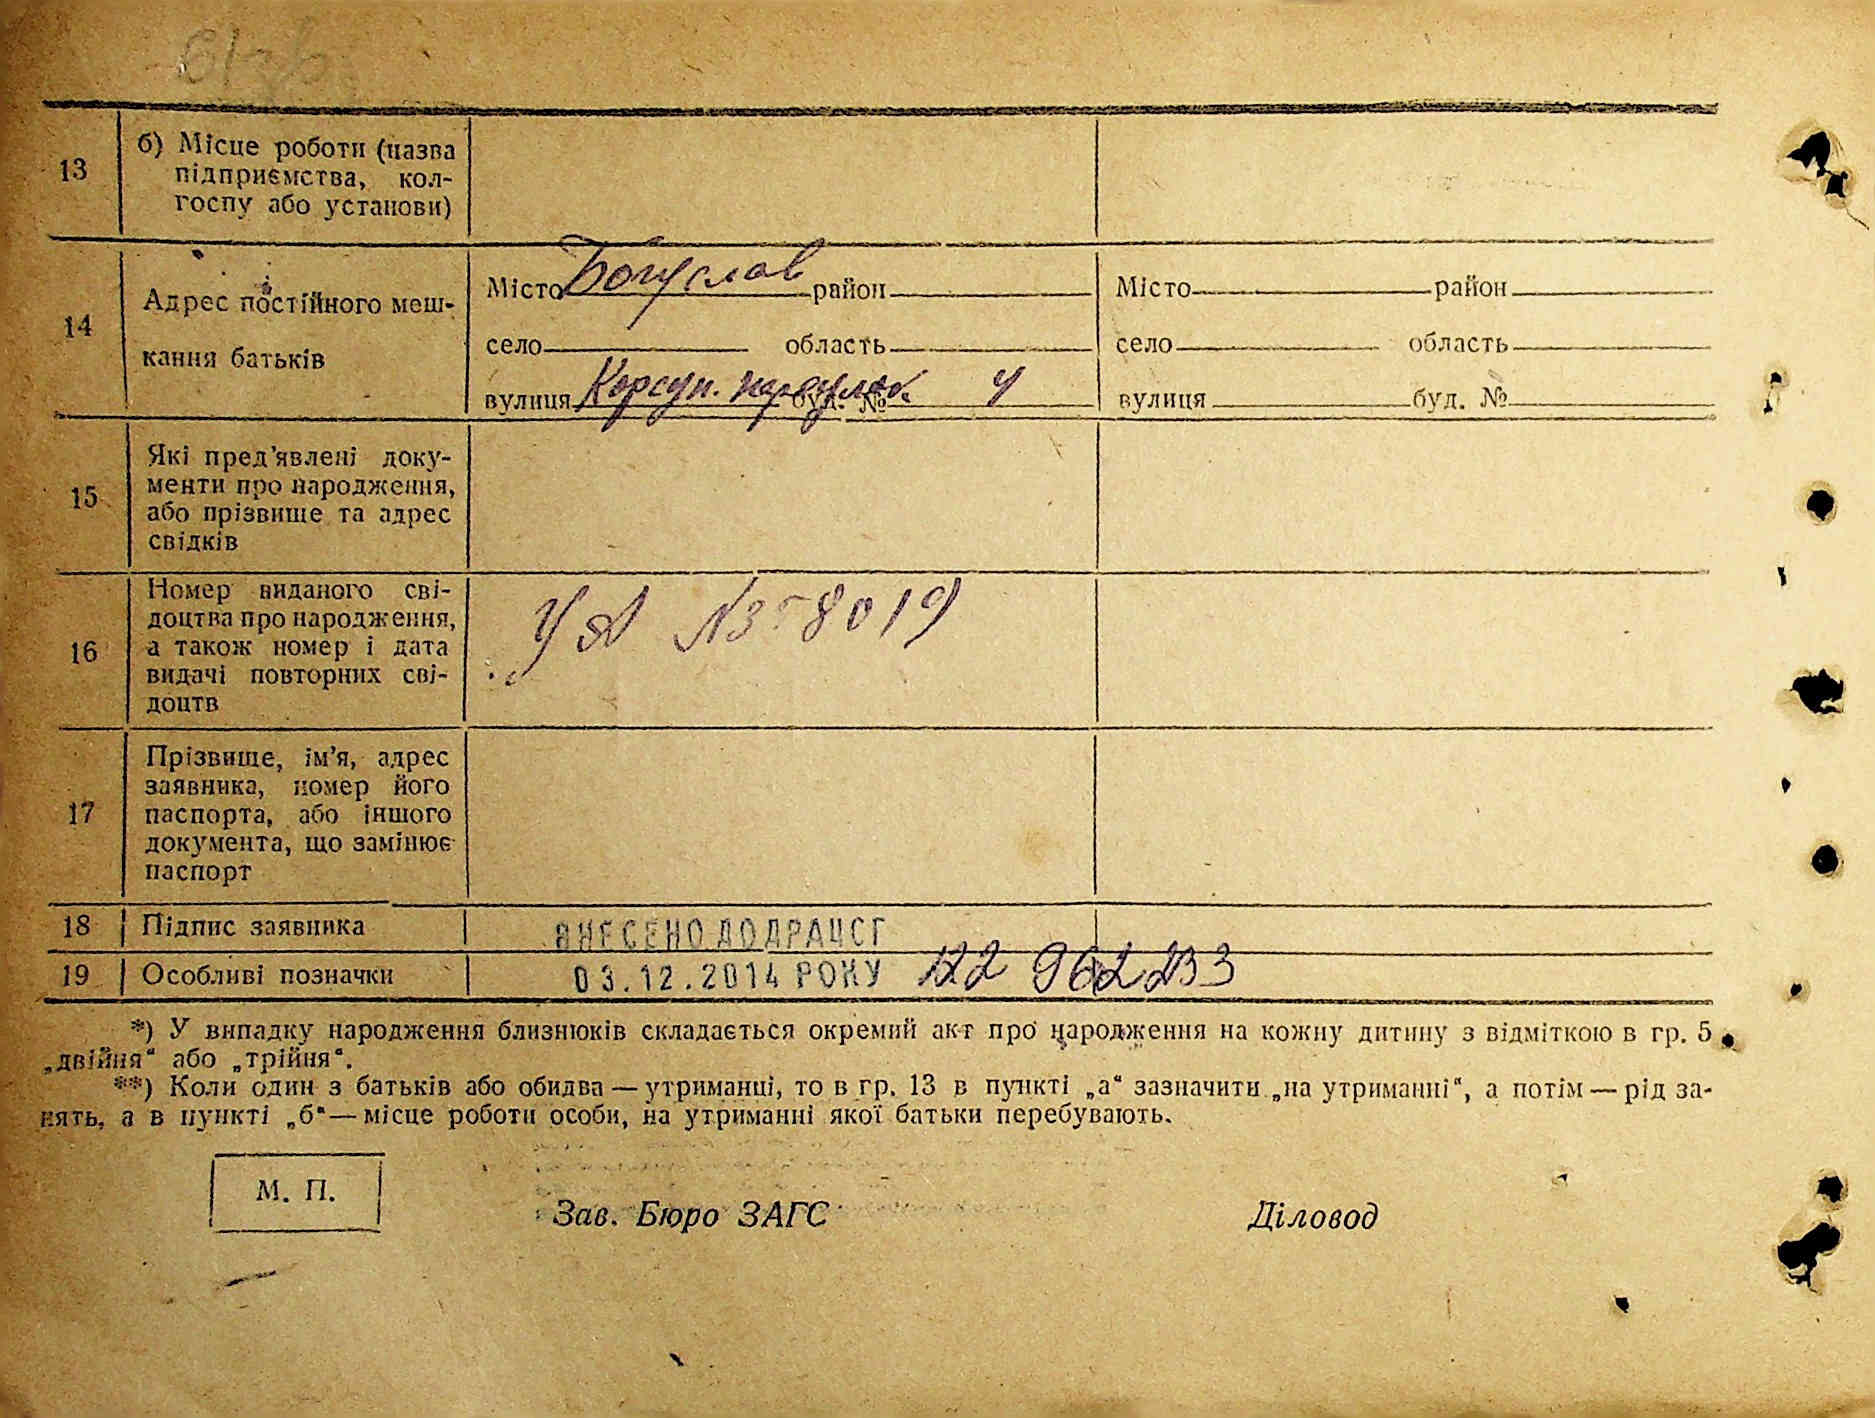 13
б) Місце роботи (назва
підприємства, кол-
госпу або установи)
14
Адрес постійного меш-
кання батьків
Місто Богуслав район
село область
вулиця Корсун. переулок. буд. № 4
Місто район
село область
вулиця буд. №
15
Які пред'явлені доку-
менти про народження,
або прізвище та адрес
свідків
16
Номер виданого сві-
доцтва про народження,
а також номер і дата
видачі повторних сві-
доцтв
N 358019
17
Прізвище, ім'я, адрес
заявника, номер його
паспорта, або іншого
документа, що замінює
паспорт
18 Підпис заявника
ВНЕСЕНО ДО ДРАЦСГ
19 Особливі позначки
03.12.2014 РОКУ 122 962 233
*) У випадку народження близнюків складається окремий акт про народження на кожну дитину з відміткою в гр. 5
„двійня“ або „трійня“.
**) Коли один з батьків або обидва — утриманці, то в гр. 13 в пункті „а“ зазначити „на утриманні“, а потім — рід за-
нять, а в пункті „б“ — місце роботи особи, на утриманні якої батьки перебувають.
М. П.
Зав. Бюро ЗАГС
Діловод